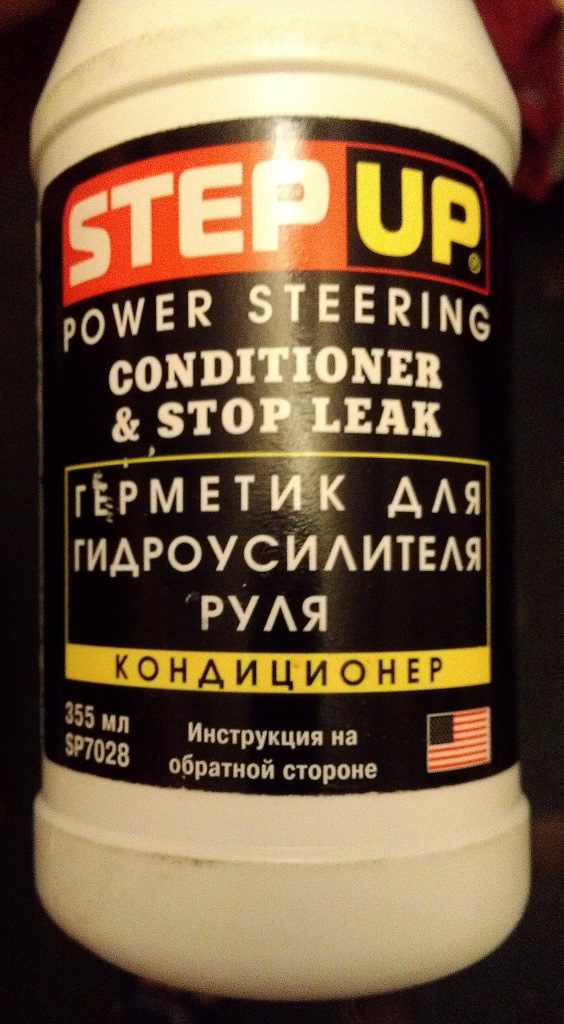 STEP UP®
POWER STEERING
CONDITIONER
& STOP LEAK
ГЕРМЕТИК ДЛЯ
ГИДРОУСИЛИТЕЛЯ
РУЛЯ
КОНДИЦИОНЕР
355 мл
SP7028
Инструкция на
обратной стороне